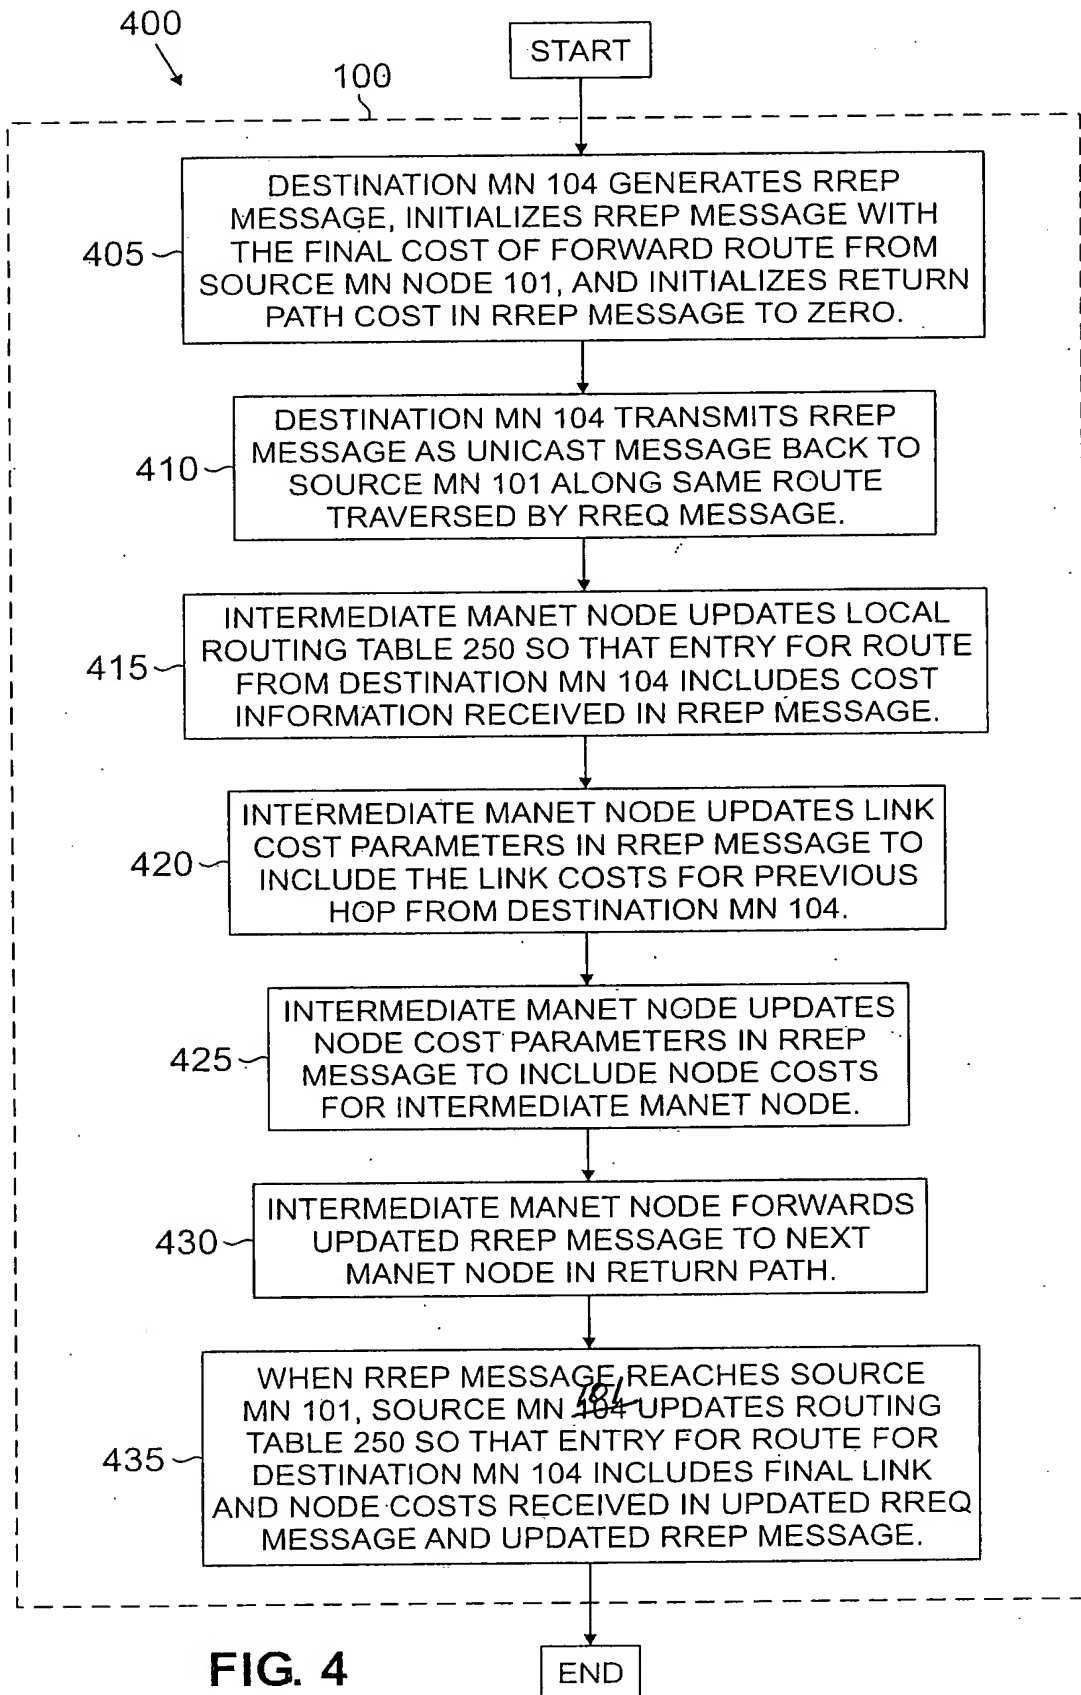 400
START
100
405
DESTINATION MN 104 GENERATES RREP
MESSAGE, INITIALIZES RREP MESSAGE WITH
THE FINAL COST OF FORWARD ROUTE FROM
SOURCE MN NODE 101, AND INITIALIZES RETURN
PATH COST IN RREP MESSAGE TO ZERO.
410
DESTINATION MN 104 TRANSMITS RREP
MESSAGE AS UNICAST MESSAGE BACK TO
SOURCE MN 101 ALONG SAME ROUTE
TRAVERSED BY RREQ MESSAGE.
415
INTERMEDIATE MANET NODE UPDATES LOCAL
ROUTING TABLE 250 SO THAT ENTRY FOR ROUTE
FROM DESTINATION MN 104 INCLUDES COST
INFORMATION RECEIVED IN RREP MESSAGE.
420
INTERMEDIATE MANET NODE UPDATES LINK
COST PARAMETERS IN RREP MESSAGE TO
INCLUDE THE LINK COSTS FOR PREVIOUS
HOP FROM DESTINATION MN 104.
425
INTERMEDIATE MANET NODE UPDATES
NODE COST PARAMETERS IN RREP
MESSAGE TO INCLUDE NODE COSTS
FOR INTERMEDIATE MANET NODE.
430
INTERMEDIATE MANET NODE FORWARDS
UPDATED RREP MESSAGE TO NEXT
MANET NODE IN RETURN PATH.
435
WHEN RREP MESSAGE REACHES SOURCE
101
MN 101, SOURCE MN 104 UPDATES ROUTING
TABLE 250 SO THAT ENTRY FOR ROUTE FOR
DESTINATION MN 104 INCLUDES FINAL LINK
AND NODE COSTS RECEIVED IN UPDATED RREQ
MESSAGE AND UPDATED RREP MESSAGE.
FIG. 4
END